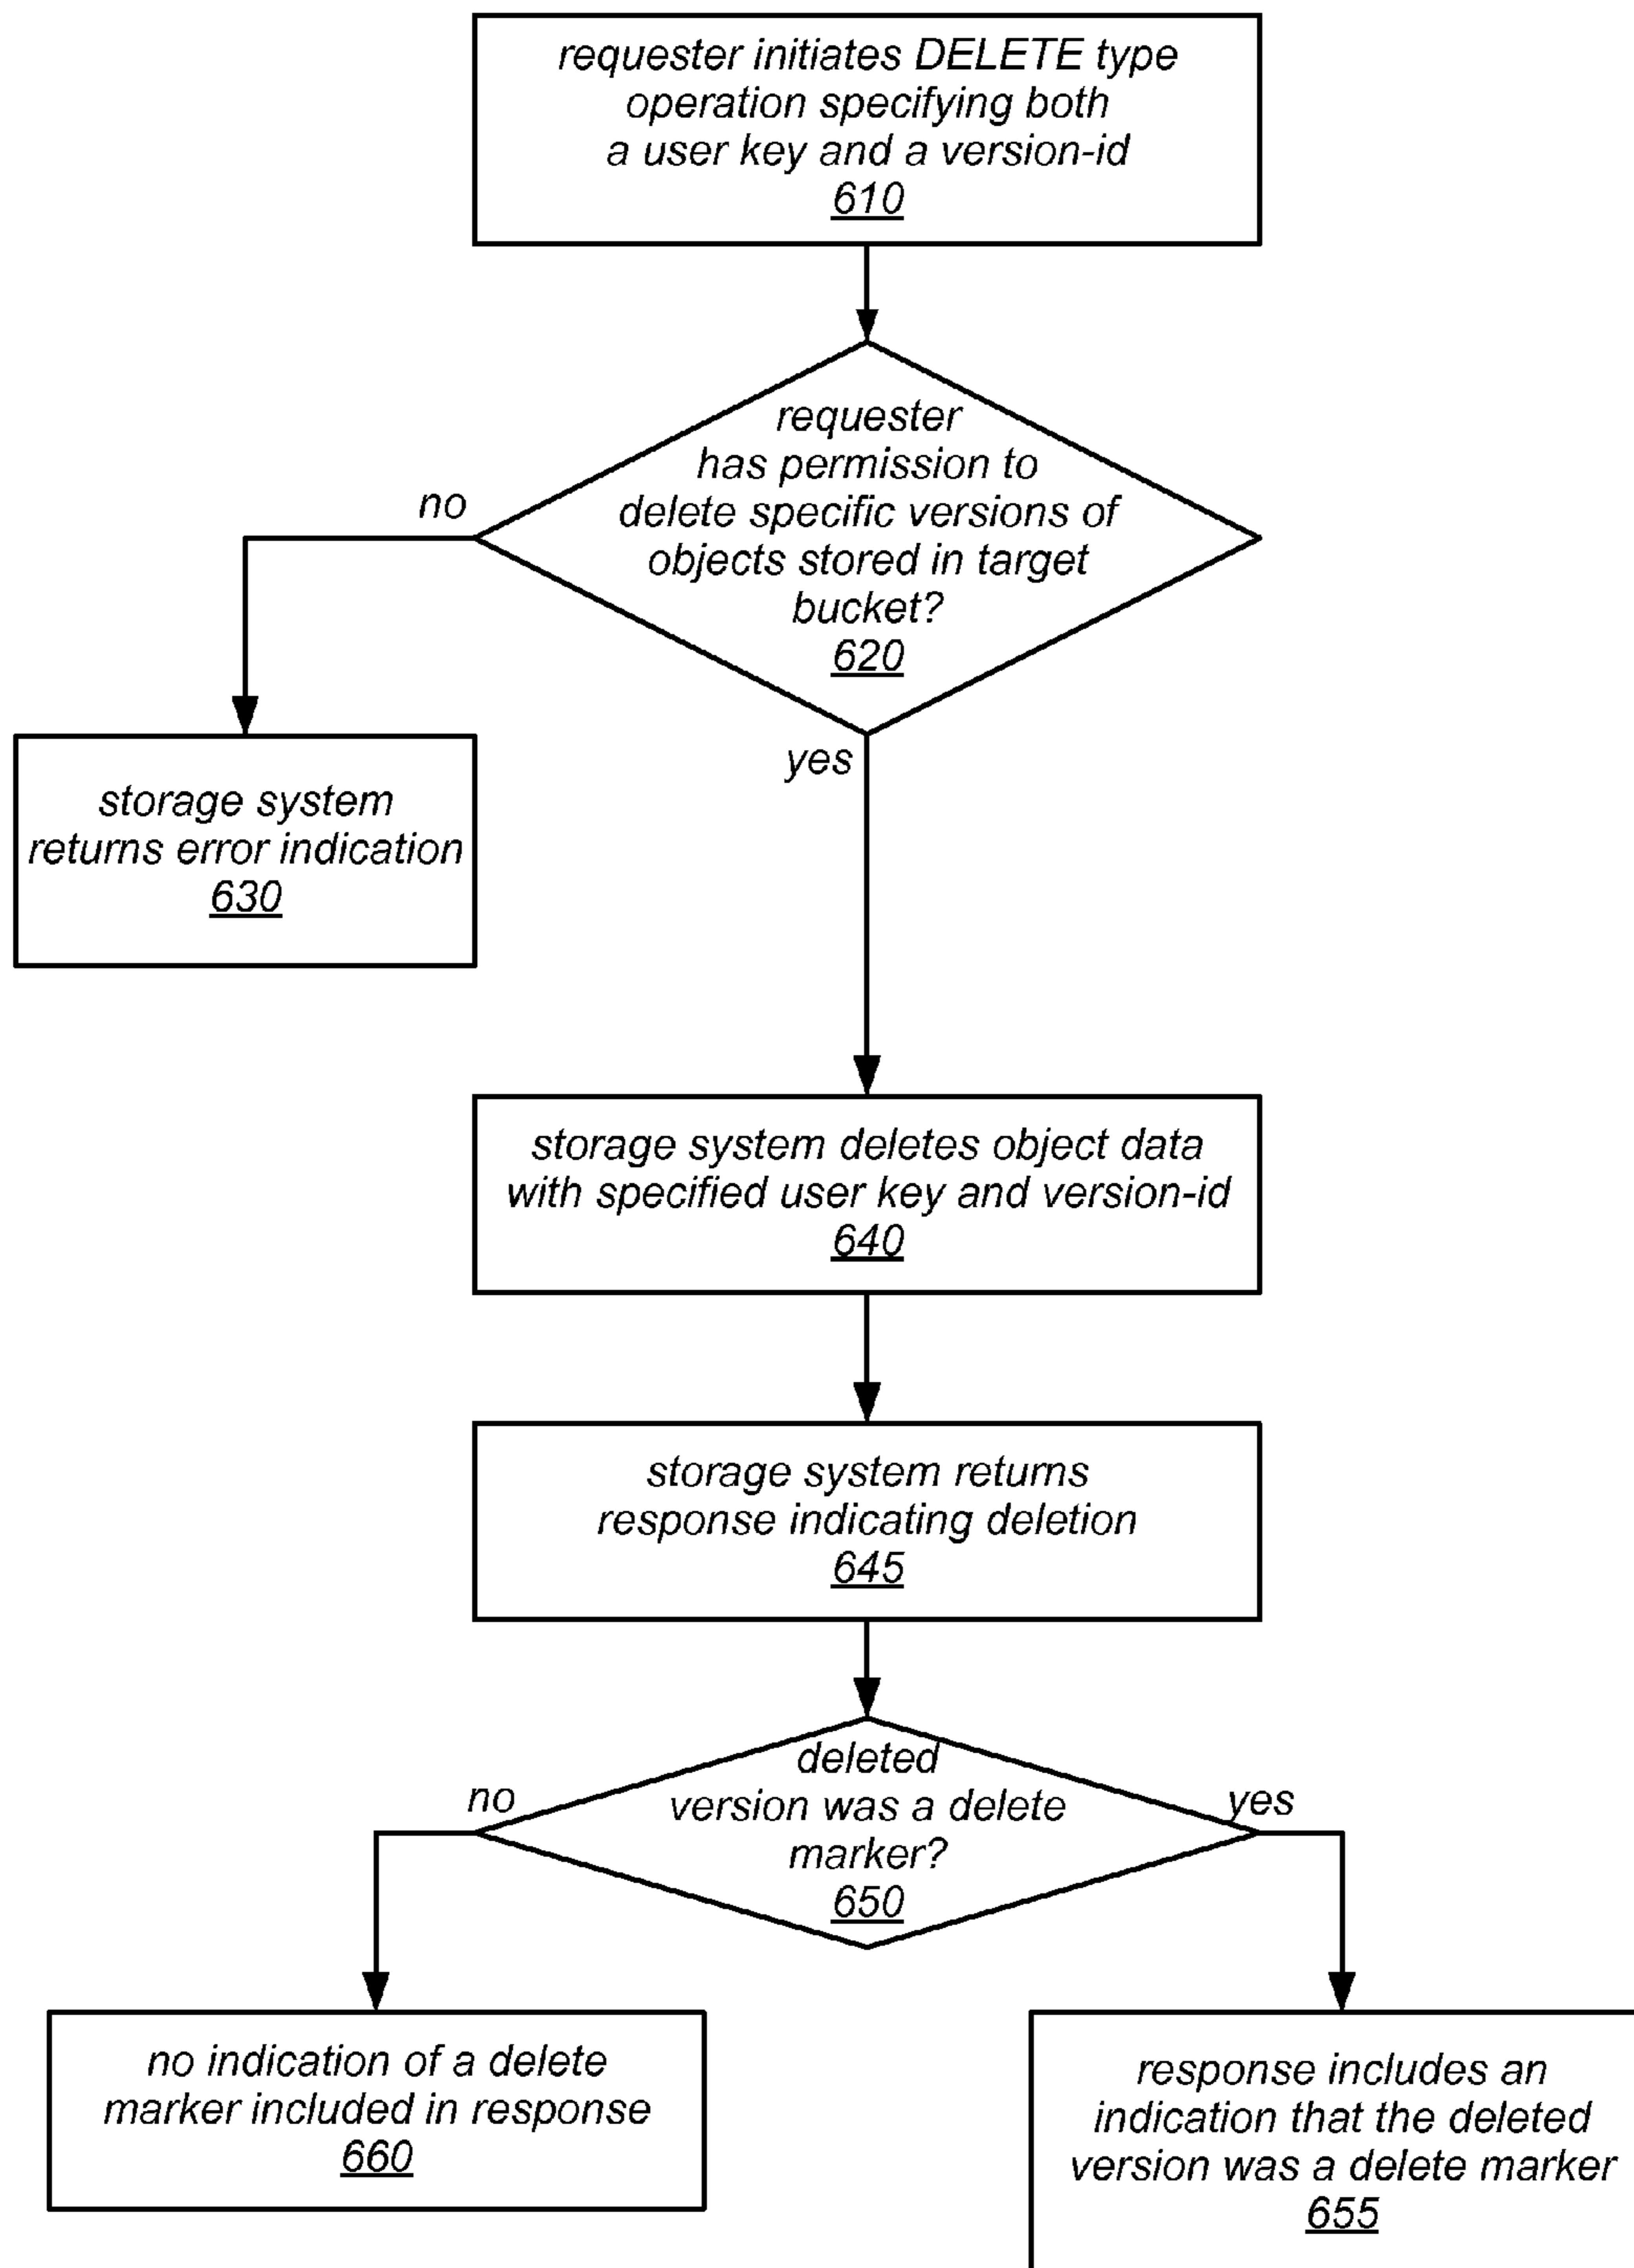 requester initiates DELETE type
operation specifying both
a user key and a version-id
610
requester
has permission to
delete specific versions of
objects stored in target
bucket?
620
no
yes
storage system
returns error indication
630
storage system deletes object data
with specified user key and version-id
640
storage system returns
response indicating deletion
645
deleted
version was a delete
marker?
650
no
yes
no indication of a delete
marker included in response
660
response includes an
indication that the deleted
version was a delete marker
655